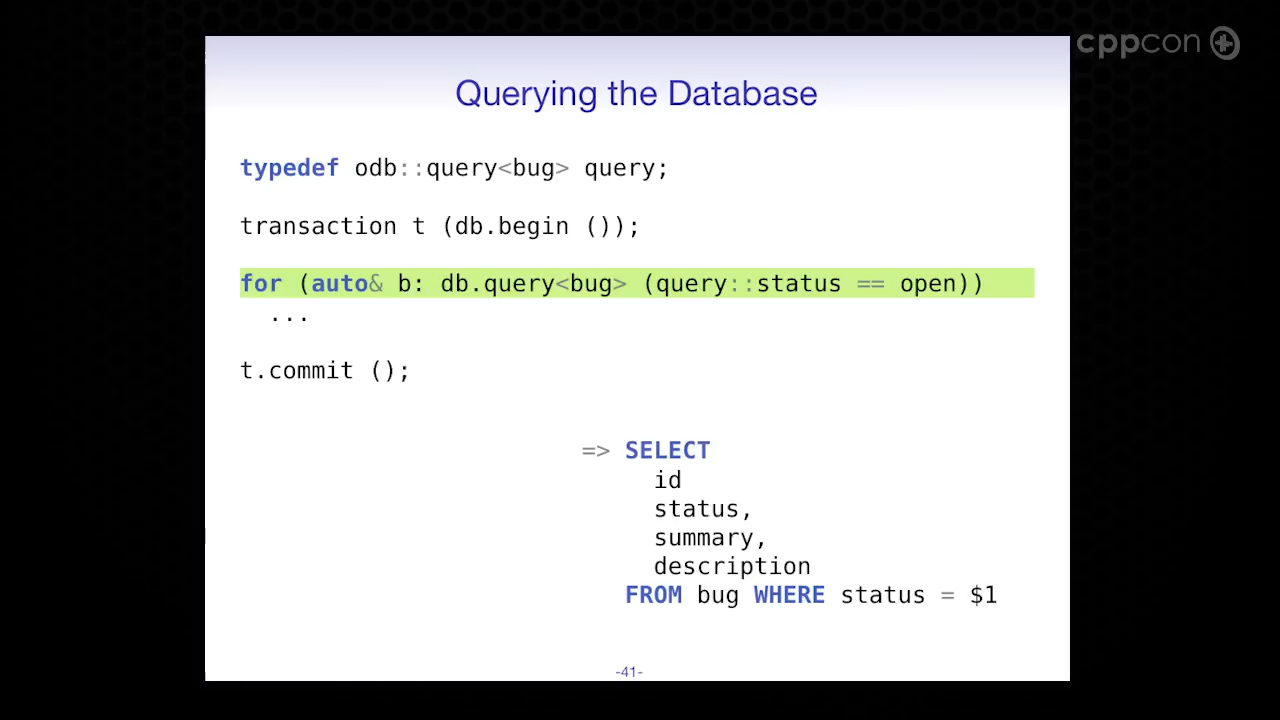 cppcon
Querying the Database
typedef odb::query<bug> query;
transaction t (db.begin ());
for (auto& b: db.query<bug> (query::status == open))
...
t.commit ();
=> SELECT
id
status,
summary,
description
FROM bug WHERE status = $1
-41-